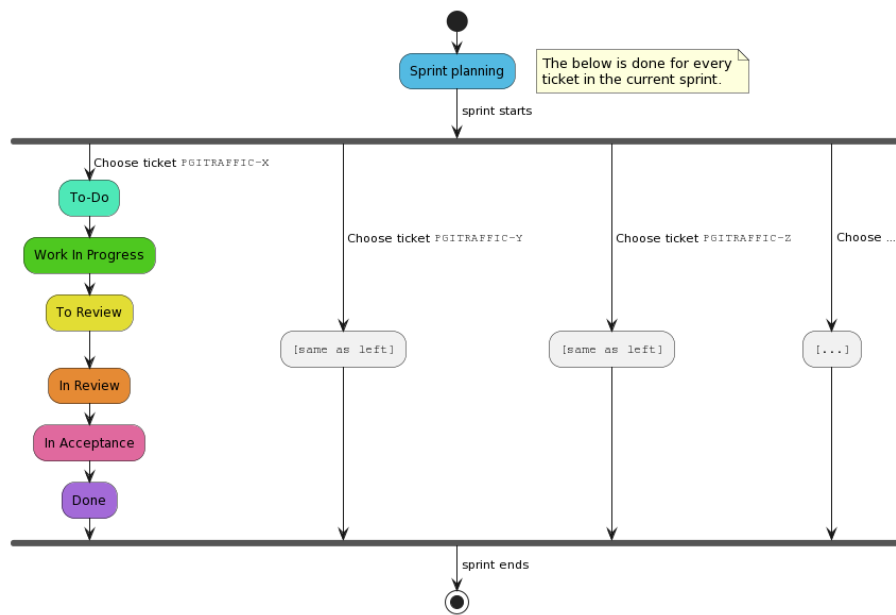 Sprint planning
The below is done for every
ticket in the current sprint.
sprint starts
Choose ticket PGITRAFFIC-X
To-Do
Work In Progress
To Review
In Review
In Acceptance
Done
Choose ticket PGITRAFFIC-Y
[same as left]
Choose ticket PGITRAFFIC-Z
[same as left]
Choose ...
[...]
sprint ends